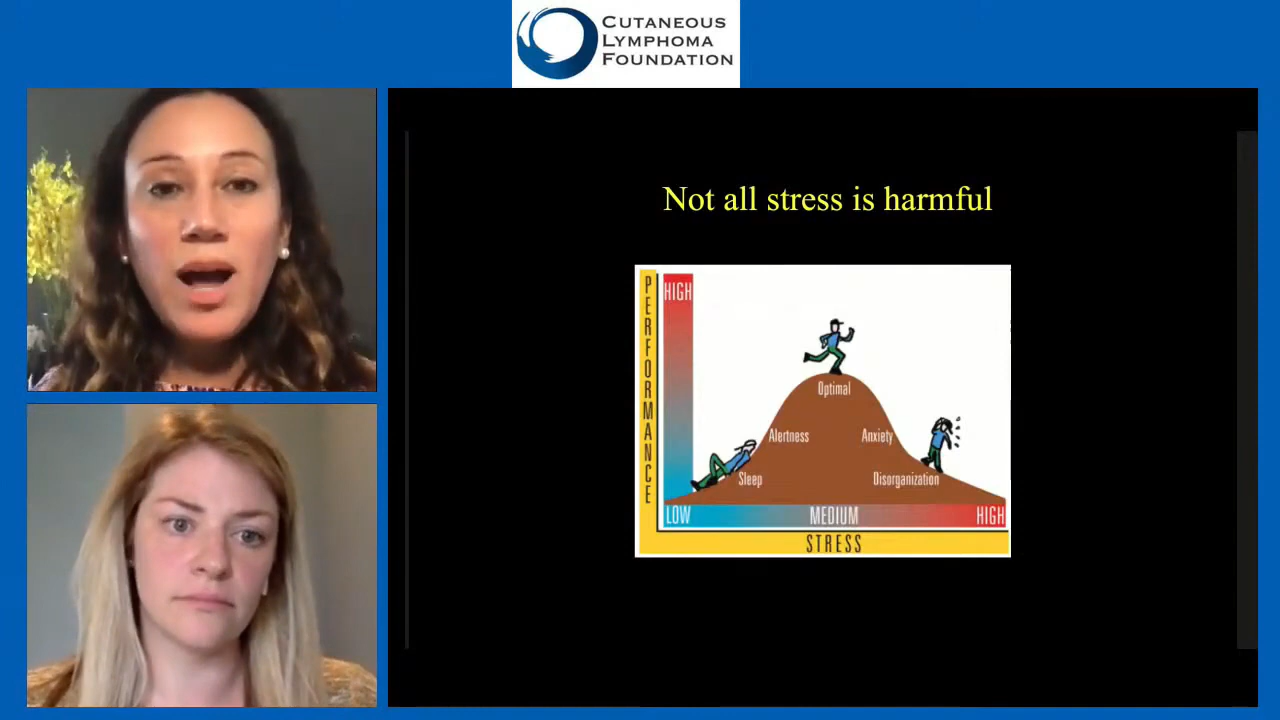 CUTANEOUS
LYMPHOMA
FOUNDATION
Not all stress is harmful
PERFORMANCE
HIGH
Optimal
Alertness
Anxiety
Sleep
Disorganization
LOW
MEDIUM
HIGH
STRESS